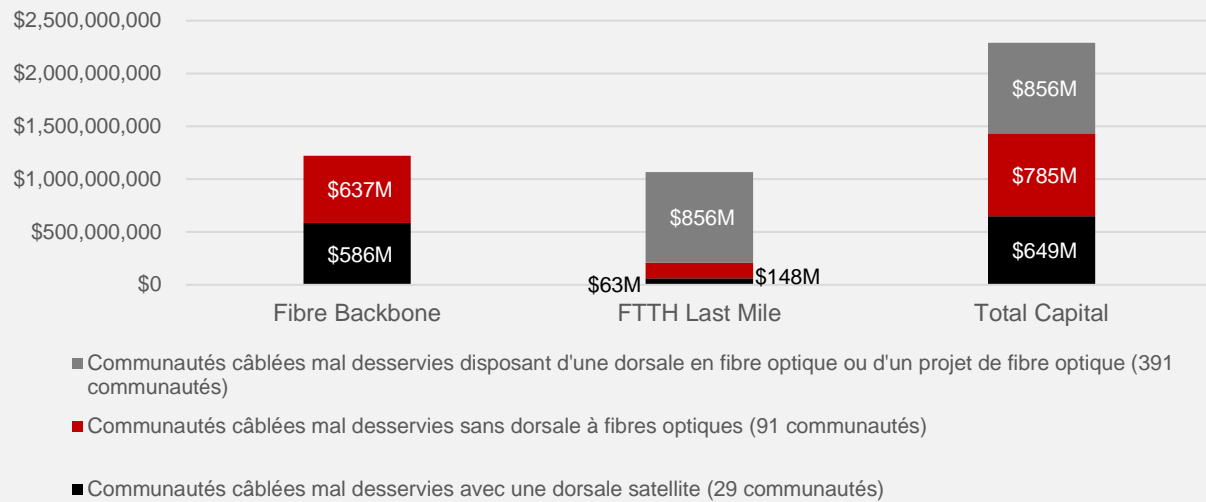 $2,500,000,000
$2,000,000,000
$1,500,000,000
$1,000,000,000
$500,000,000
$0
$637M
$586M
$856M
$63M
$148M
$856M
$785M
$649M
Fibre Backbone
FTTH Last Mile
Total Capital
Communautés câblées mal desservies disposant d'une dorsale en fibre optique ou d'un projet de fibre optique (391
communautés)
Communautés câblées mal desservies sans dorsale à fibres optiques (91 communautés)
Communautés câblées mal desservies avec une dorsale satellite (29 communautés)